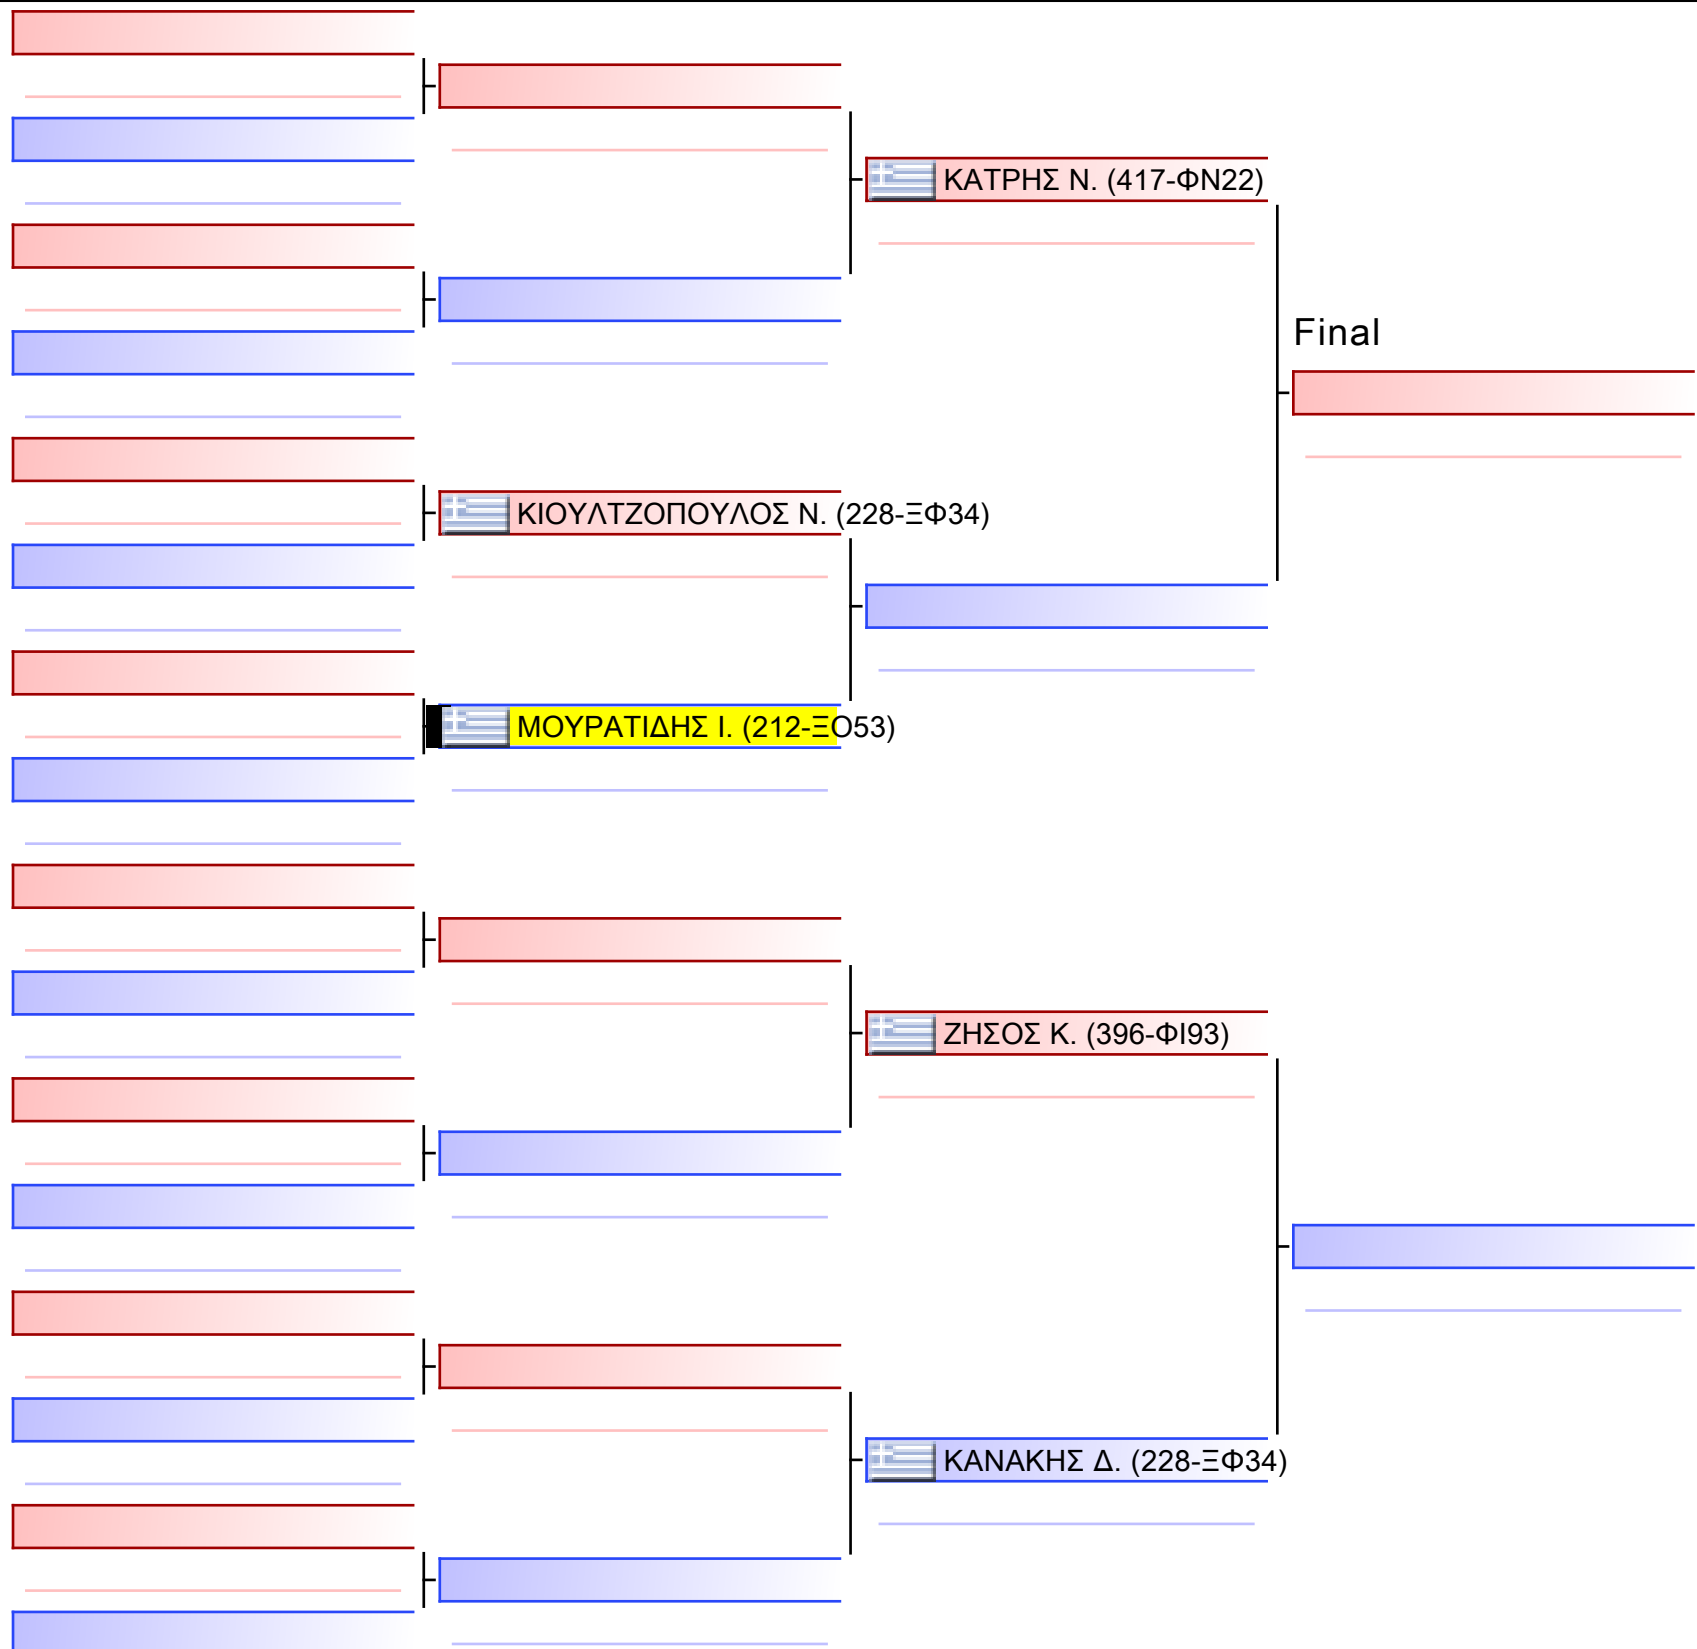 ΚΑΤΡΗΣ Ν. (417-ΦΝ22)
Final
ΚΙΟΥΛΤΖΟΠΟΥΛΟΣ Ν. (228-ΞΦ34)
ΜΟΥΡΑΤΙΔΗΣ Ι. (212-ΞΟ53)
ΖΗΣΟΣ Κ. (396-ΦΙ93)
ΚΑΝΑΚΗΣ Δ. (228-ΞΦ34)